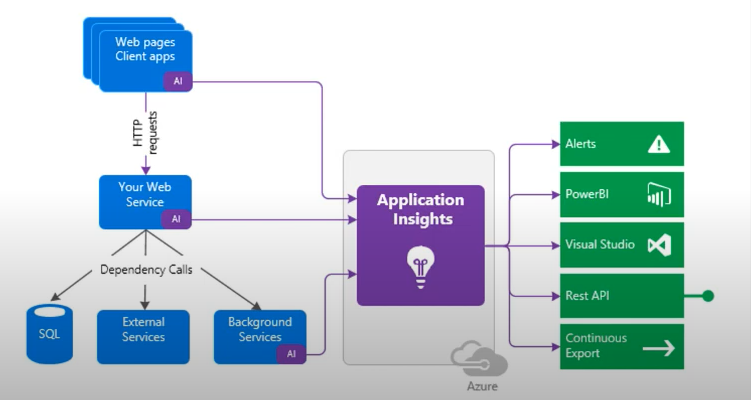 Web pages
Client apps
AI
HTTP
requests
Your Web
Service
AI
Dependency Calls
SQL
External
Services
Background
Services
AI
Application
Insights
Azure
Alerts
PowerBI
Visual Studio
Rest API
Continuous
Export